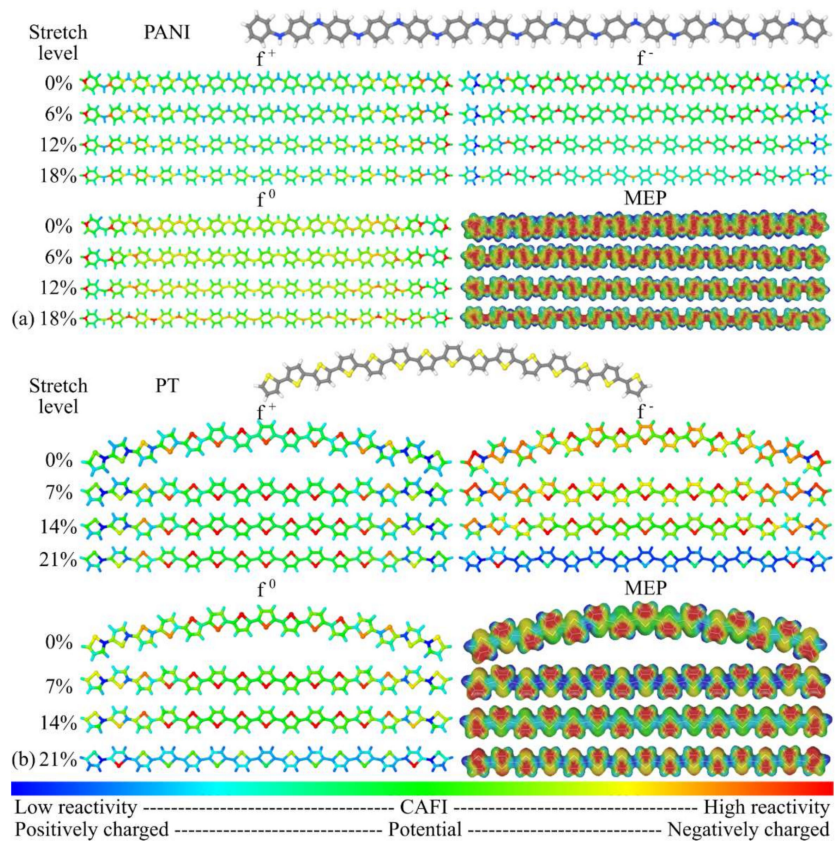 Stretch level PANI
f+ f-
0%
6%
12%
18%
f0 MEP
0%
6%
12%
(a) 18%
Stretch level PT
f+ f-
0%
7%
14%
21%
f0 MEP
0%
7%
14%
(b) 21%
Low reactivity ---------------------------- CAFI ---------------------------- High reactivity
Positively charged ------------------- Potential ------------------- Negatively charged